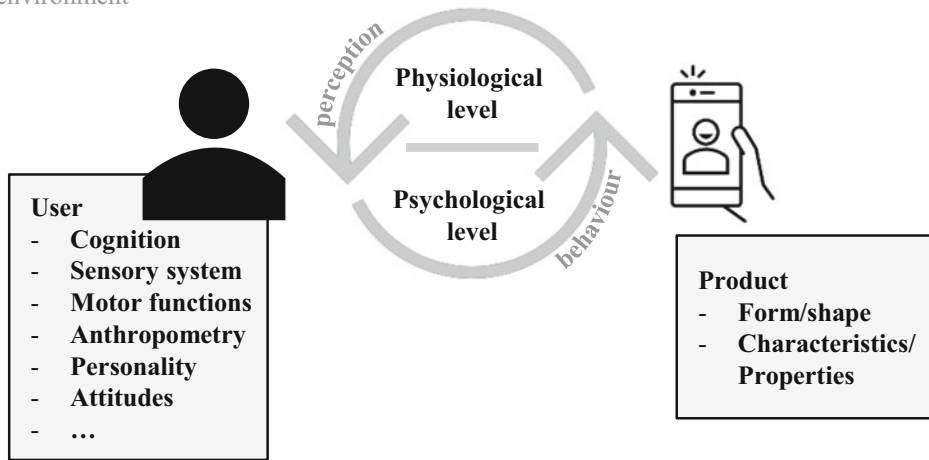 environment
perception
Physiological
level
Psychological
level
behaviour
User
- Cognition
- Sensory system
- Motor functions
- Anthropometry
- Personality
- Attitudes
- …
Product
- Form/shape
- Characteristics/
Properties